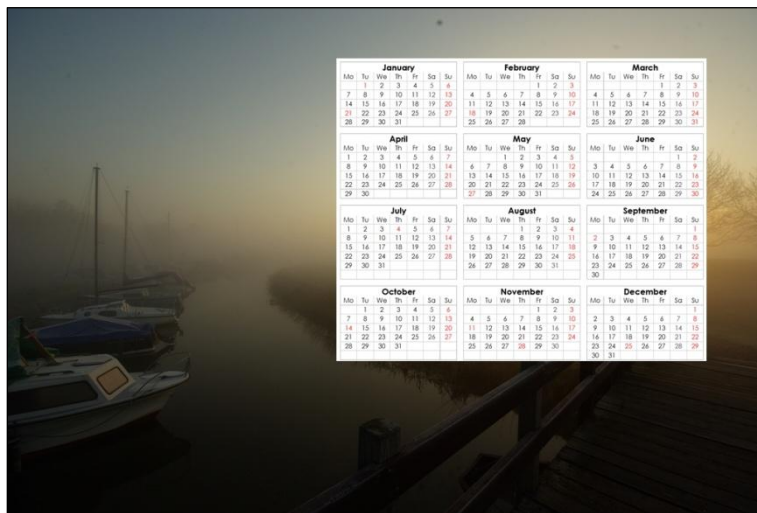 January February March
Mo Tu We Th Fr Sa Su Mo Tu We Th Fr Sa Su Mo Tu We Th Fr Sa Su
1 2 3 4 5 6 1 2 3 1 2 3
7 8 9 10 11 12 13 4 5 6 7 8 9 10 4 5 6 7 8 9 10
14 15 16 17 18 19 20 11 12 13 14 15 16 17 11 12 13 14 15 16 17
21 22 23 24 25 26 27 18 19 20 21 22 23 24 18 19 20 21 22 23 24
28 29 30 31 25 26 27 28 25 26 27 28 29 30 31
April May June
Mo Tu We Th Fr Sa Su Mo Tu We Th Fr Sa Su Mo Tu We Th Fr Sa Su
1 2 3 4 5 6 7 1 2 3 4 5 1 2
8 9 10 11 12 13 14 6 7 8 9 10 11 12 3 4 5 6 7 8 9
15 16 17 18 19 20 21 13 14 15 16 17 18 19 10 11 12 13 14 15 16
22 23 24 25 26 27 28 20 21 22 23 24 25 26 17 18 19 20 21 22 23
29 30 27 28 29 30 31 24 25 26 27 28 29 30
July August September
Mo Tu We Th Fr Sa Su Mo Tu We Th Fr Sa Su Mo Tu We Th Fr Sa Su
1 2 3 4 5 6 7 1 2 3 4 1
8 9 10 11 12 13 14 5 6 7 8 9 10 11 2 3 4 5 6 7 8
15 16 17 18 19 20 21 12 13 14 15 16 17 18 9 10 11 12 13 14 15
22 23 24 25 26 27 28 19 20 21 22 23 24 25 16 17 18 19 20 21 22
29 30 31 26 27 28 29 30 31 23 24 25 26 27 28 29
30
October November December
Mo Tu We Th Fr Sa Su Mo Tu We Th Fr Sa Su Mo Tu We Th Fr Sa Su
1 2 3 4 5 6 1 2 3 1
7 8 9 10 11 12 13 4 5 6 7 8 9 10 2 3 4 5 6 7 8
14 15 16 17 18 19 20 11 12 13 14 15 16 17 9 10 11 12 13 14 15
21 22 23 24 25 26 27 18 19 20 21 22 23 24 16 17 18 19 20 21 22
28 29 30 31 25 26 27 28 29 30 23 24 25 26 27 28 29
30 31